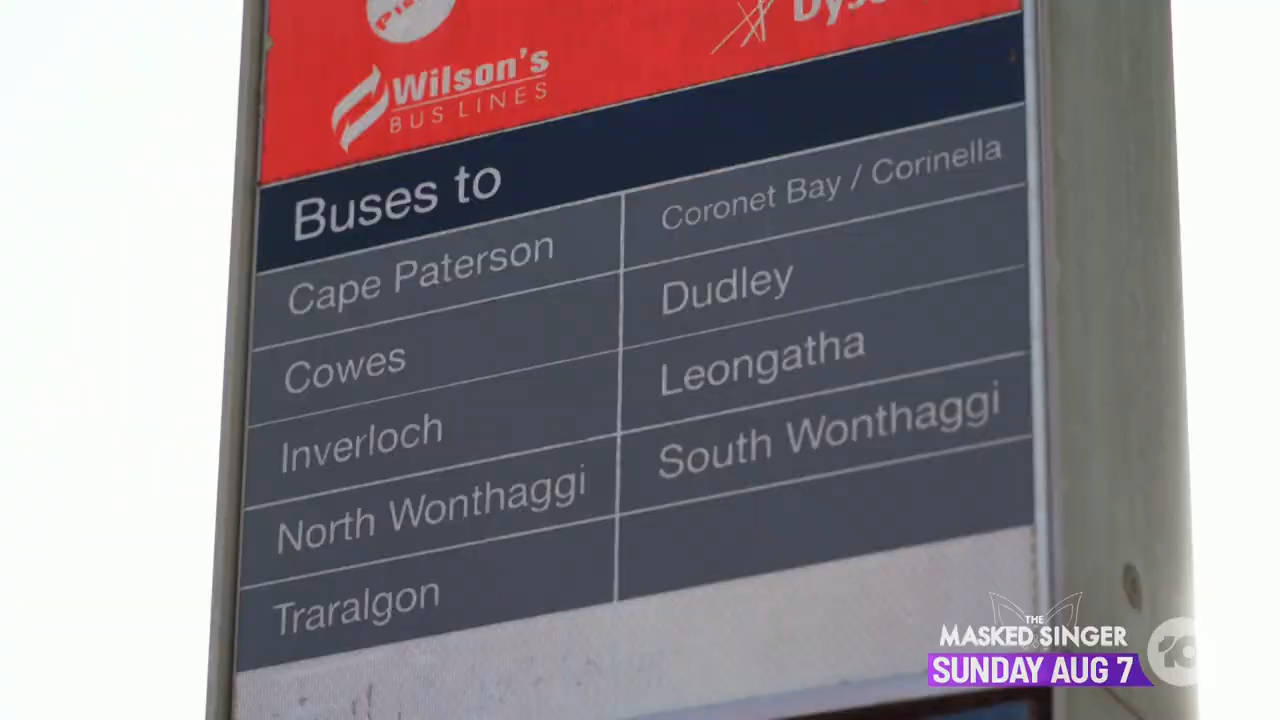 Wilson's
BUS LINES
Buses to
Cape Paterson
Coronet Bay / Corinella
Cowes
Dudley
Inverloch
Leongatha
North Wonthaggi
South Wonthaggi
Traralgon
THE
MASKED SINGER
SUNDAY AUG 7
10